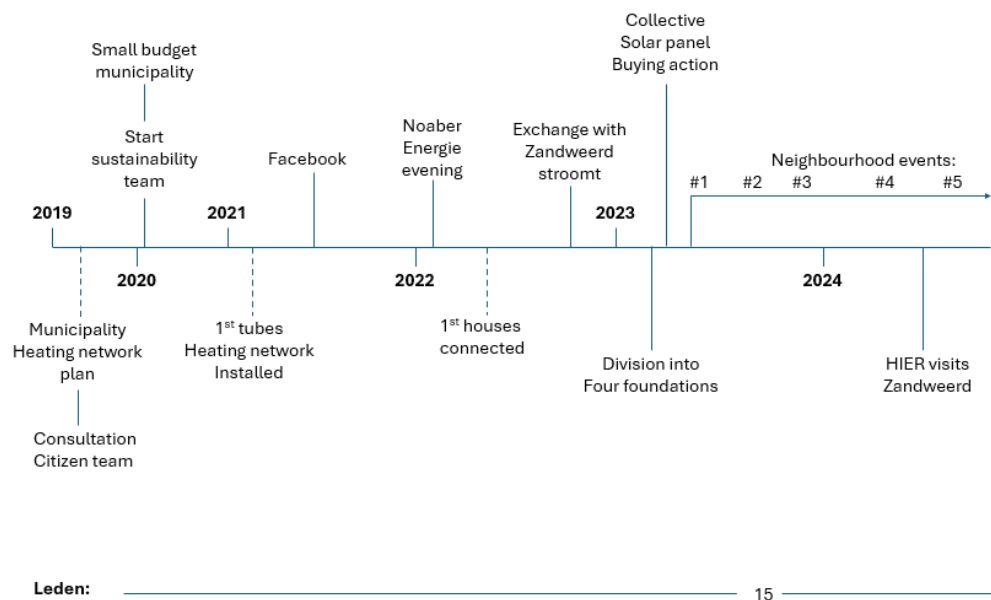 Collective
Solar panel
Buying action
Small budget
municipality
Start
sustainability
team
Facebook
Noaber
Energie
evening
Exchange with
Zandweerd
stroomt
Neighbourhood events:
#1 #2 #3 #4 #5
2019
2021
2023
2020
2022
2024
Municipality
Heating network
plan
1st tubes
Heating network
Installed
1st houses
connected
Division into
Four foundations
HIER visits
Zandweerd
Consultation
Citizen team
Leden: 15